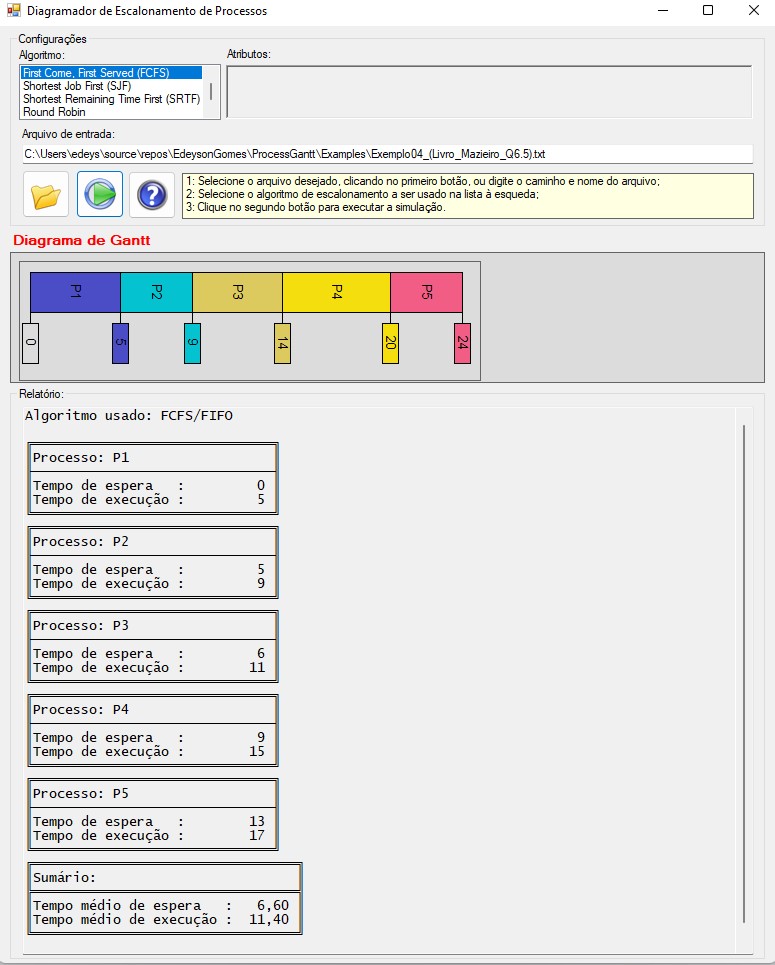 Diagramador de Escalonamento de Processos
Configurações
Algoritmo:
Atributos:
First Come, First Served (FCFS)
Shortest Job First (SJF)
Shortest Remaining Time First (SRTF)
Round Robin
Arquivo de entrada:
C:\Users\edeys\source\repos\EdeysonGomes\ProcessGantt\Examples\Exemplo04_(Livro_Mazieiro_Q6.5).txt
1: Selecione o arquivo desejado, clicando no primeiro botão, ou digite o caminho e nome do arquivo;
2: Selecione o algoritmo de escalonamento a ser usado na lista à esqueda;
3: Clique no segundo botão para executar a simulação.
Diagrama de Gantt
P1 P2 P3 P4 P5
0 5 9 14 20 24
Relatório:
Algoritmo usado: FCFS/FIFO
Processo: P1
Tempo de espera : 0
Tempo de execução : 5
Processo: P2
Tempo de espera : 5
Tempo de execução : 9
Processo: P3
Tempo de espera : 6
Tempo de execução : 11
Processo: P4
Tempo de espera : 9
Tempo de execução : 15
Processo: P5
Tempo de espera : 13
Tempo de execução : 17
Sumário:
Tempo médio de espera : 6,60
Tempo médio de execução : 11,40